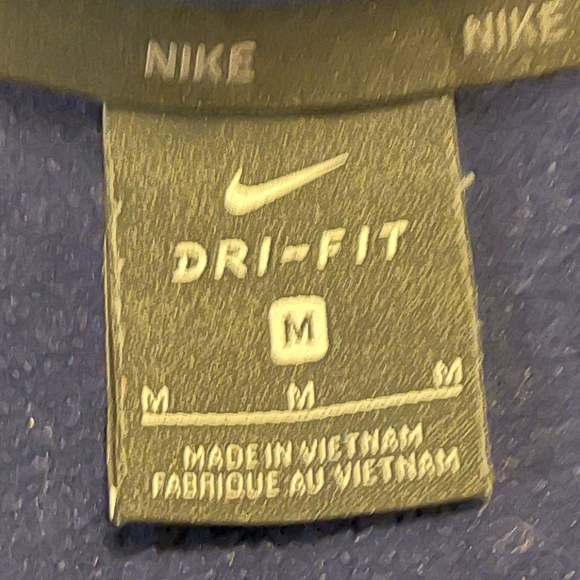 NIKE NIKE
DRI-FIT
M
M M M
MADE IN VIETNAM
FABRIQUE AU VIETNAM